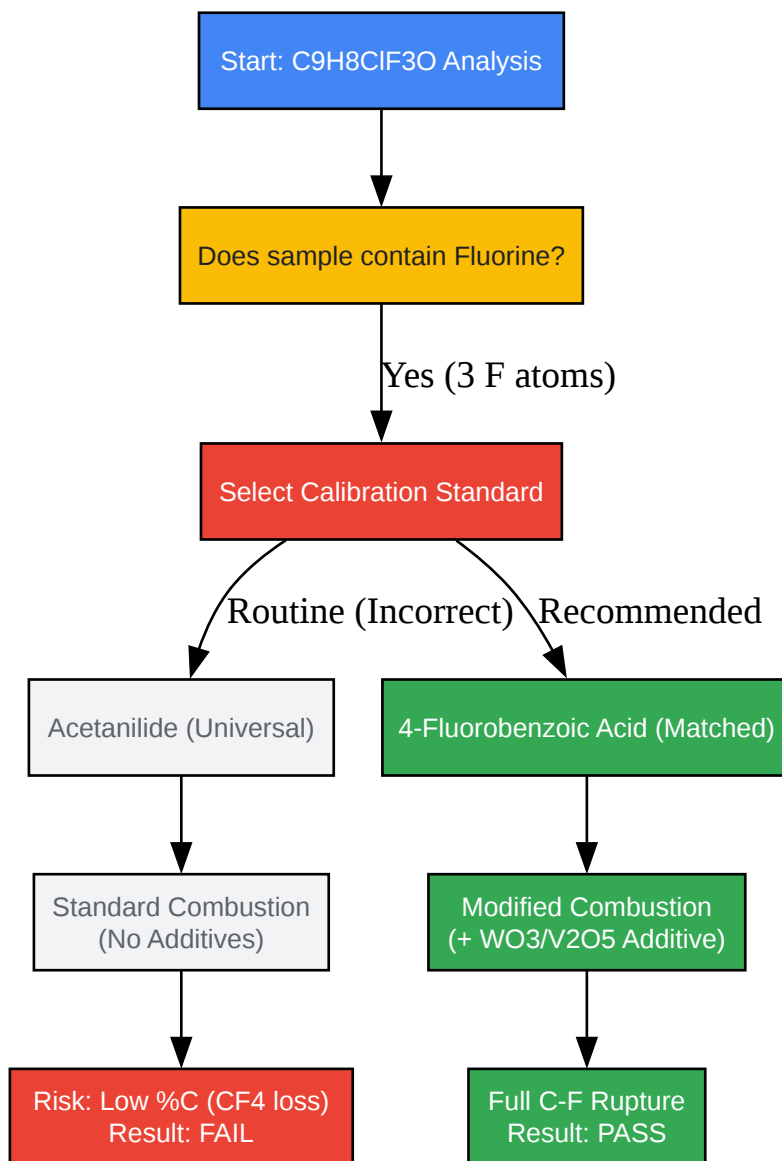 Start: C9H8ClF3O Analysis
Does sample contain Fluorine?
Yes (3 F atoms)
Select Calibration Standard
Routine (Incorrect)
Recommended
Acetanilide (Universal)
4-Fluorobenzoic Acid (Matched)
Standard Combustion
(No Additives)
Modified Combustion
(+ WO3/V2O5 Additive)
Risk: Low %C (CF4 loss)
Result: FAIL
Full C-F Rupture
Result: PASS